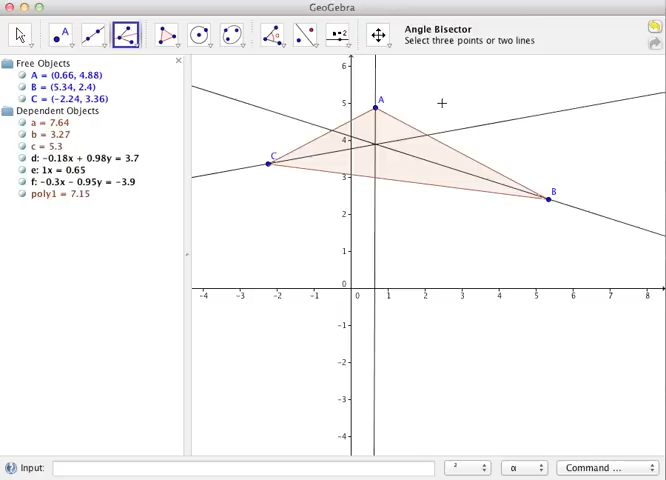 GeoGebra
A
a=2
Angle Bisector
Select three points or two lines
Free Objects
A = (0.66, 4.88)
B = (5.34, 2.4)
C = (-2.24, 3.36)
Dependent Objects
a = 7.64
b = 3.27
c = 5.3
d: -0.18x + 0.98y = 3.7
e: 1x = 0.65
f: -0.3x - 0.95y = -3.9
poly1 = 7.15
6
5
4
3
2
1
0
-1
-2
-3
-4
-4 -3 -2 -1 0 1 2 3 4 5 6 7 8
A
B
C
Input:
²
α
Command ...